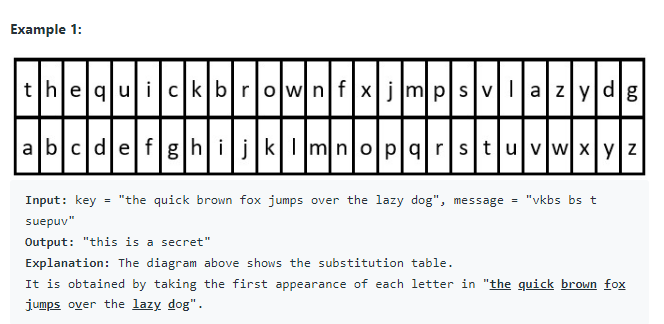 Example 1:
t h e q u i c k b r o w n f x j m p s v l a z y d g
a b c d e f g h i j k l m n o p q r s t u v w x y z
Input: key = "the quick brown fox jumps over the lazy dog", message = "vkbs bs t
suepuv"
Output: "this is a secret"
Explanation: The diagram above shows the substitution table.
It is obtained by taking the first appearance of each letter in "the quick brown fox
jumps over the lazy dog".